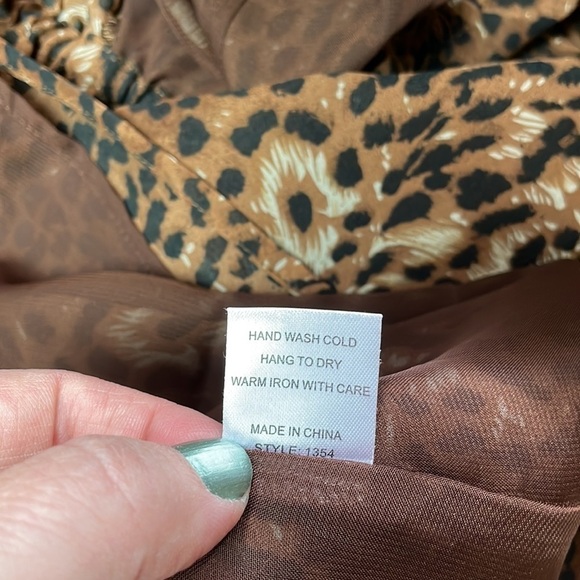 HAND WASH COLD
HANG TO DRY
WARM IRON WITH CARE
MADE IN CHINA
STYLE: 1354